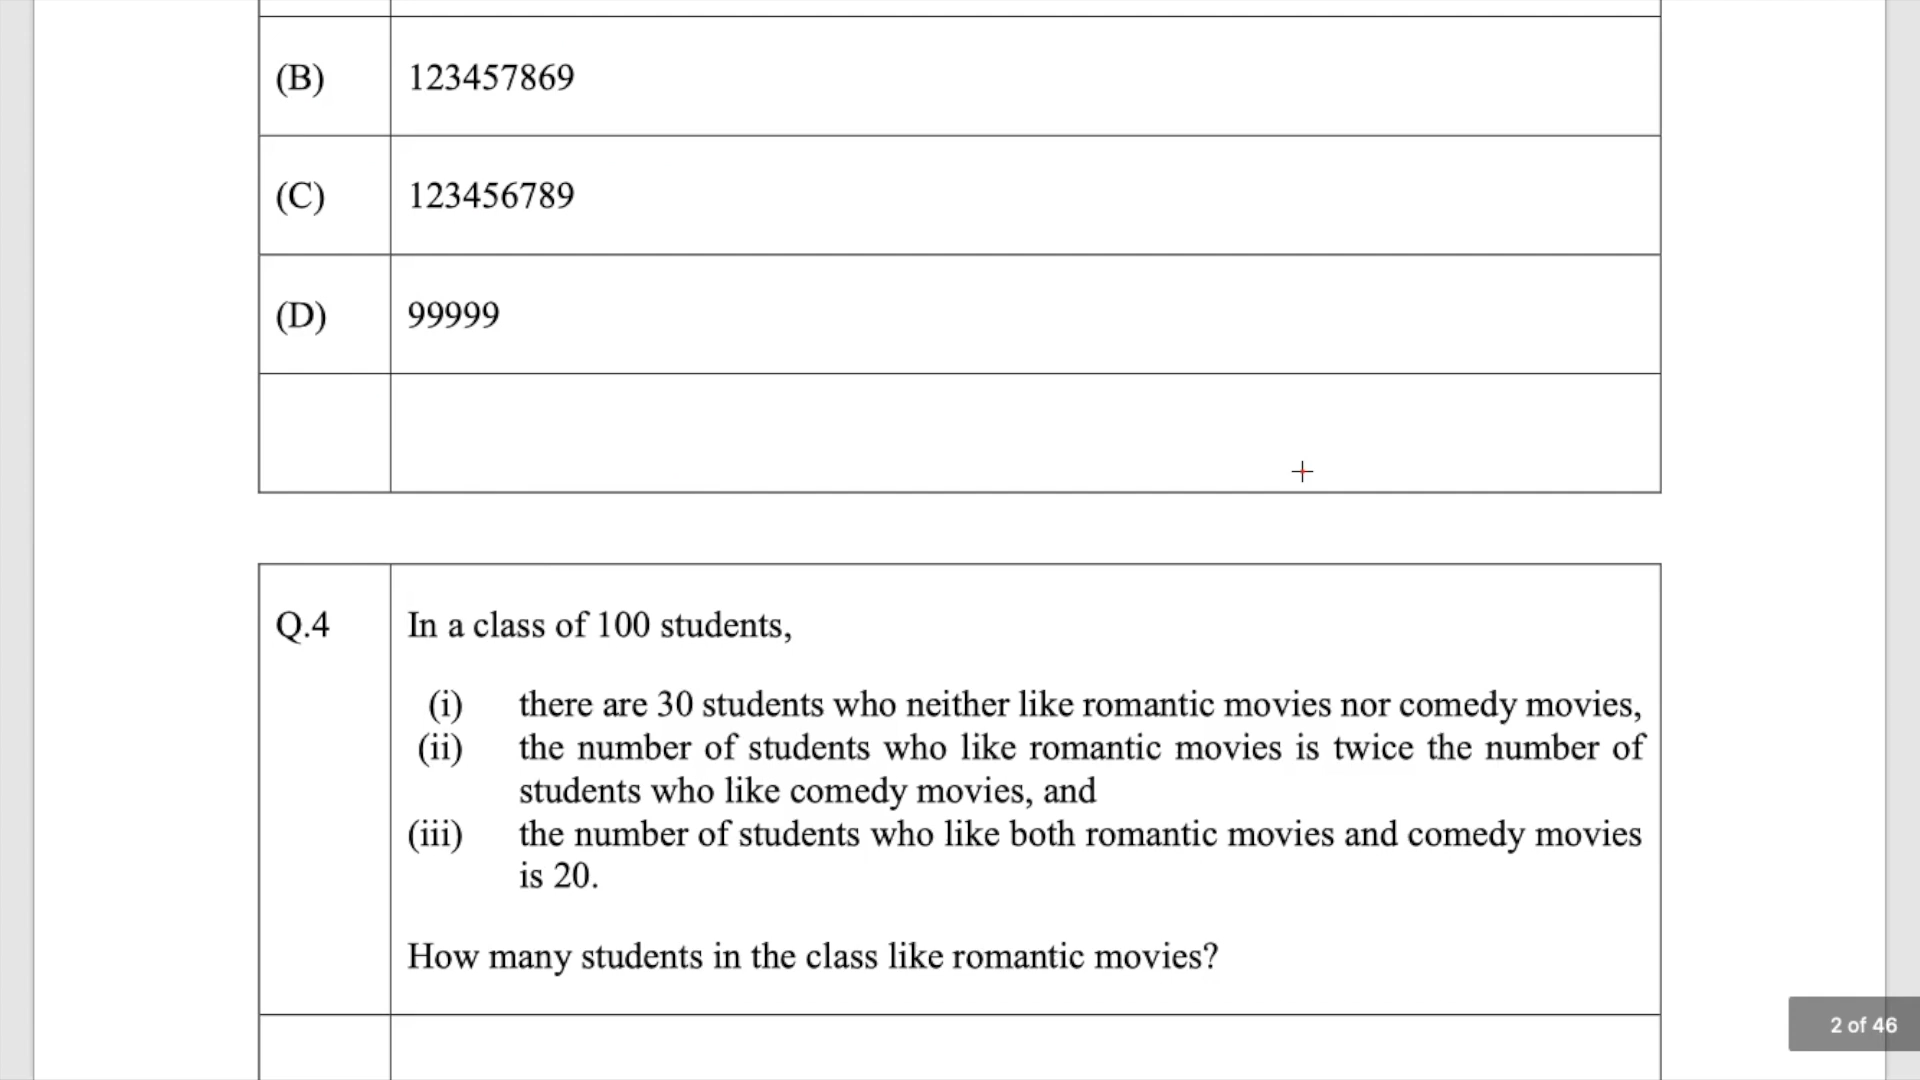 (B) 123457869
(C) 123456789
(D) 99999
Q.4 In a class of 100 students,
(i) there are 30 students who neither like romantic movies nor comedy movies,
(ii) the number of students who like romantic movies is twice the number of
students who like comedy movies, and
(iii) the number of students who like both romantic movies and comedy movies
is 20.
How many students in the class like romantic movies?
2 of 46